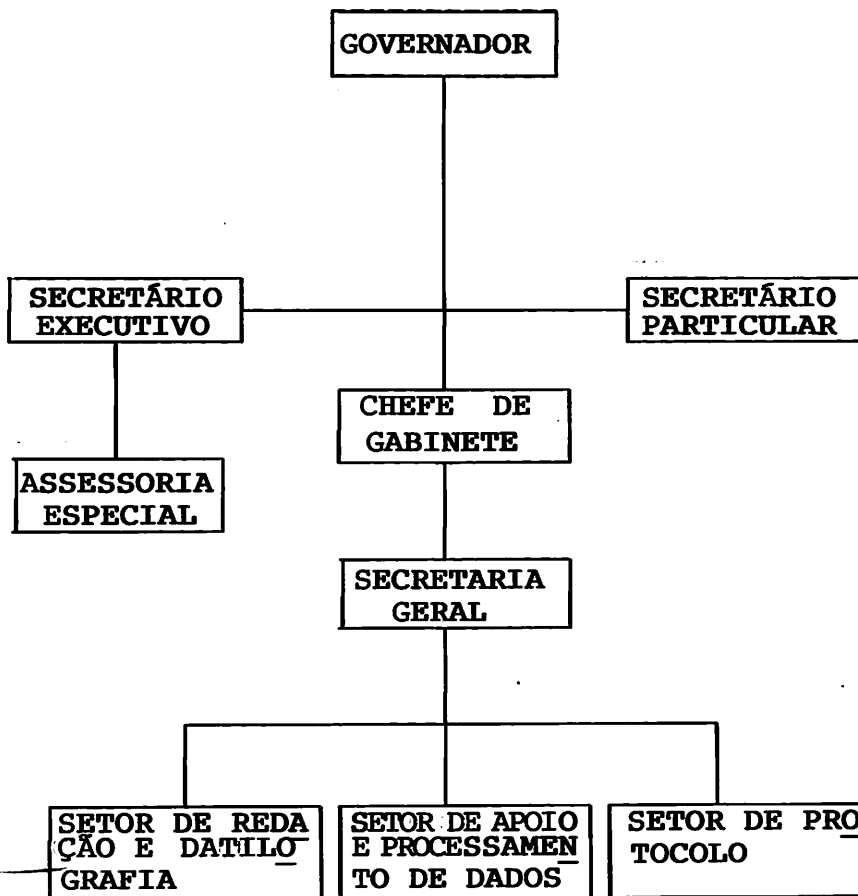 GOVERNADOR
SECRETÁRIO
EXECUTIVO
SECRETÁRIO
PARTICULAR
CHEFE DE
GABINETE
ASSESSORIA
ESPECIAL
SECRETARIA
GERAL
SETOR DE REDA
ÇÃO E DATILO
GRAFIA
SETOR DE APOIO
E PROCESSAMEN
TO DE DADOS
SETOR DE PRO
TOCOLO